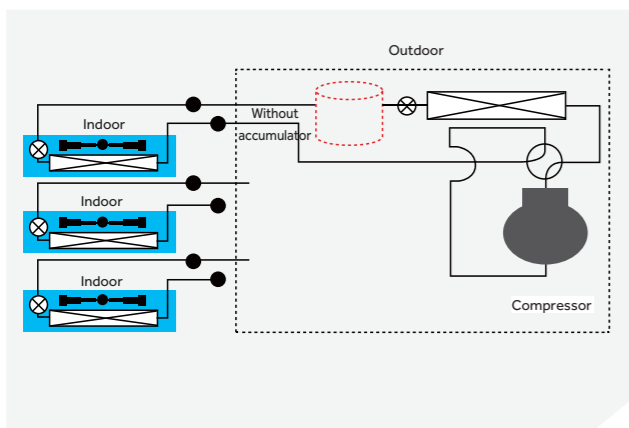 Outdoor
Without
accumulator
Indoor
Indoor
Indoor
Compressor